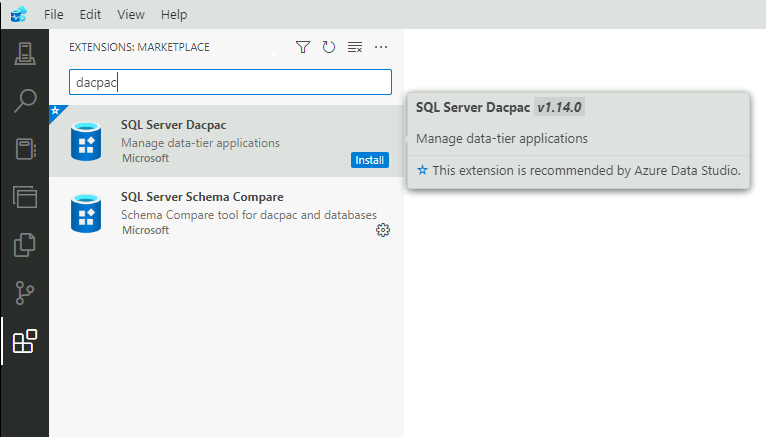 File Edit View Help
EXTENSIONS: MARKETPLACE
dacpac
SQL Server Dacpac
Manage data-tier applications
Microsoft
Install
SQL Server Schema Compare
Schema Compare tool for dacpac and databases
Microsoft
SQL Server Dacpac v1.14.0
Manage data-tier applications
This extension is recommended by Azure Data Studio.